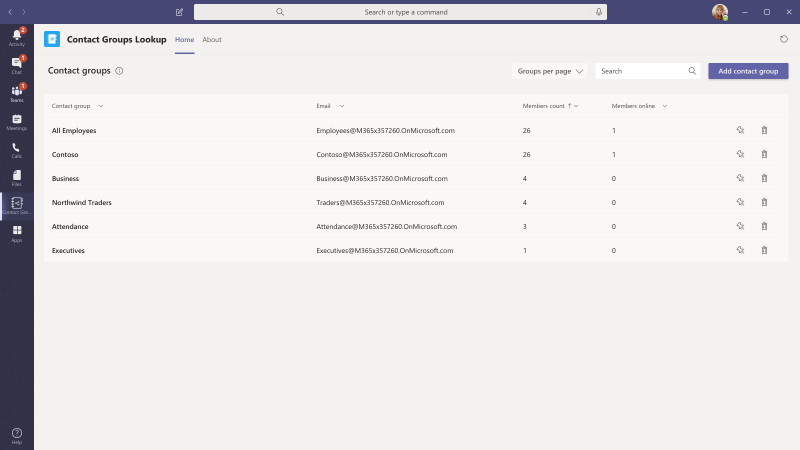 Search or type a command
2
Activity
1
Chat
1
Teams
Meetings
Calls
Files
Contact Gro...
Apps
Help
Contact Groups Lookup Home About
Contact groups
Groups per page Search Add contact group
Contact group Email Members count Members online
All Employees Employees@M365x357260.OnMicrosoft.com 26 1
Contoso Contoso@M365x357260.OnMicrosoft.com 26 1
Business Business@M365x357260.OnMicrosoft.com 4 0
Northwind Traders Traders@M365x357260.OnMicrosoft.com 4 0
Attendance Attendance@M365x357260.OnMicrosoft.com 3 0
Executives Executives@M365x357260.OnMicrosoft.com 1 0